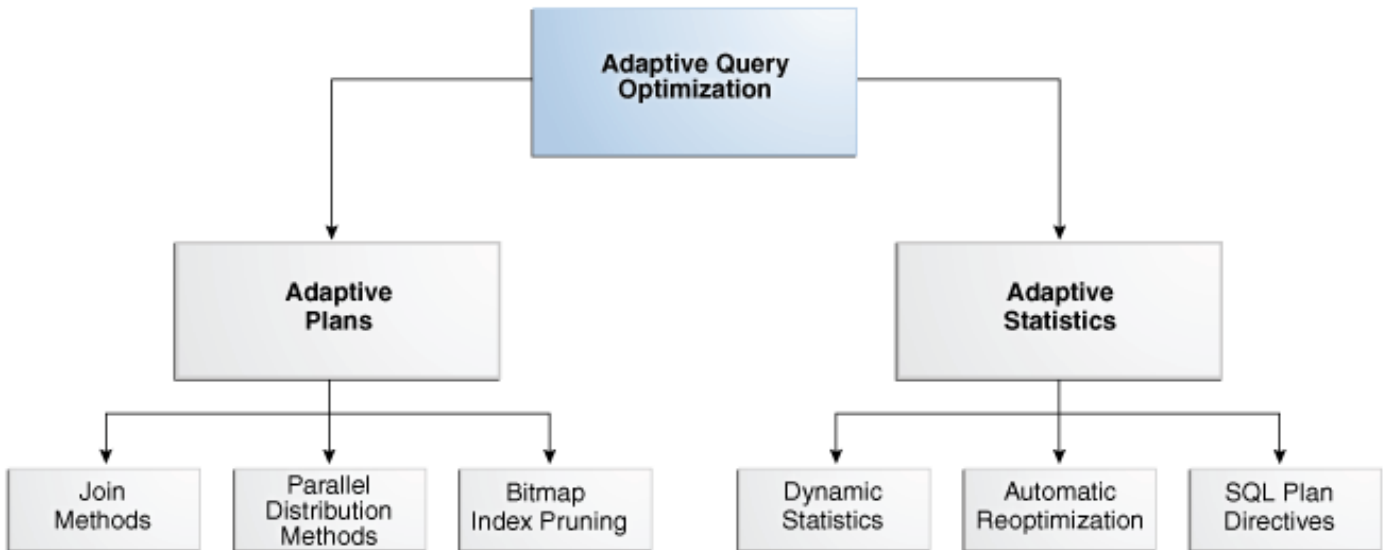 Adaptive Query
Optimization
Adaptive
Plans
Adaptive
Statistics
Join
Methods
Parallel
Distribution
Methods
Bitmap
Index Pruning
Dynamic
Statistics
Automatic
Reoptimization
SQL Plan
Directives